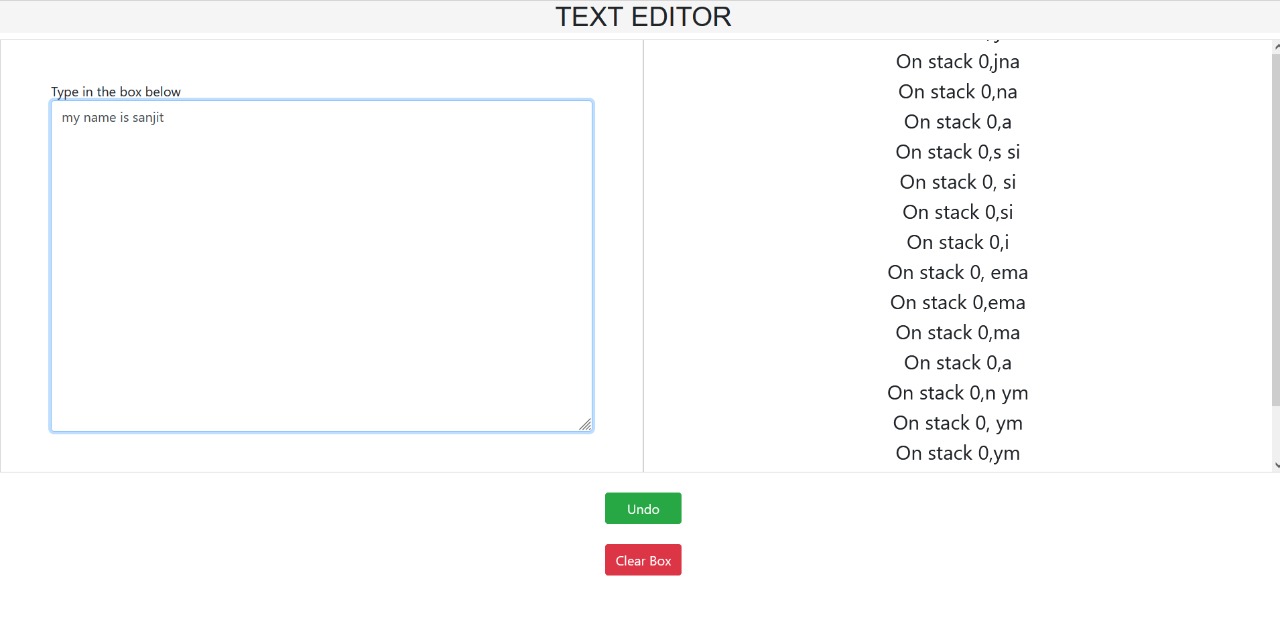 TEXT EDITOR
Type in the box below
my name is sanjit
On stack 0,jna
On stack 0,na
On stack 0,a
On stack 0,s si
On stack 0, si
On stack 0,si
On stack 0,i
On stack 0, ema
On stack 0,ema
On stack 0,ma
On stack 0,a
On stack 0,n ym
On stack 0, ym
On stack 0,ym
Undo
Clear Box